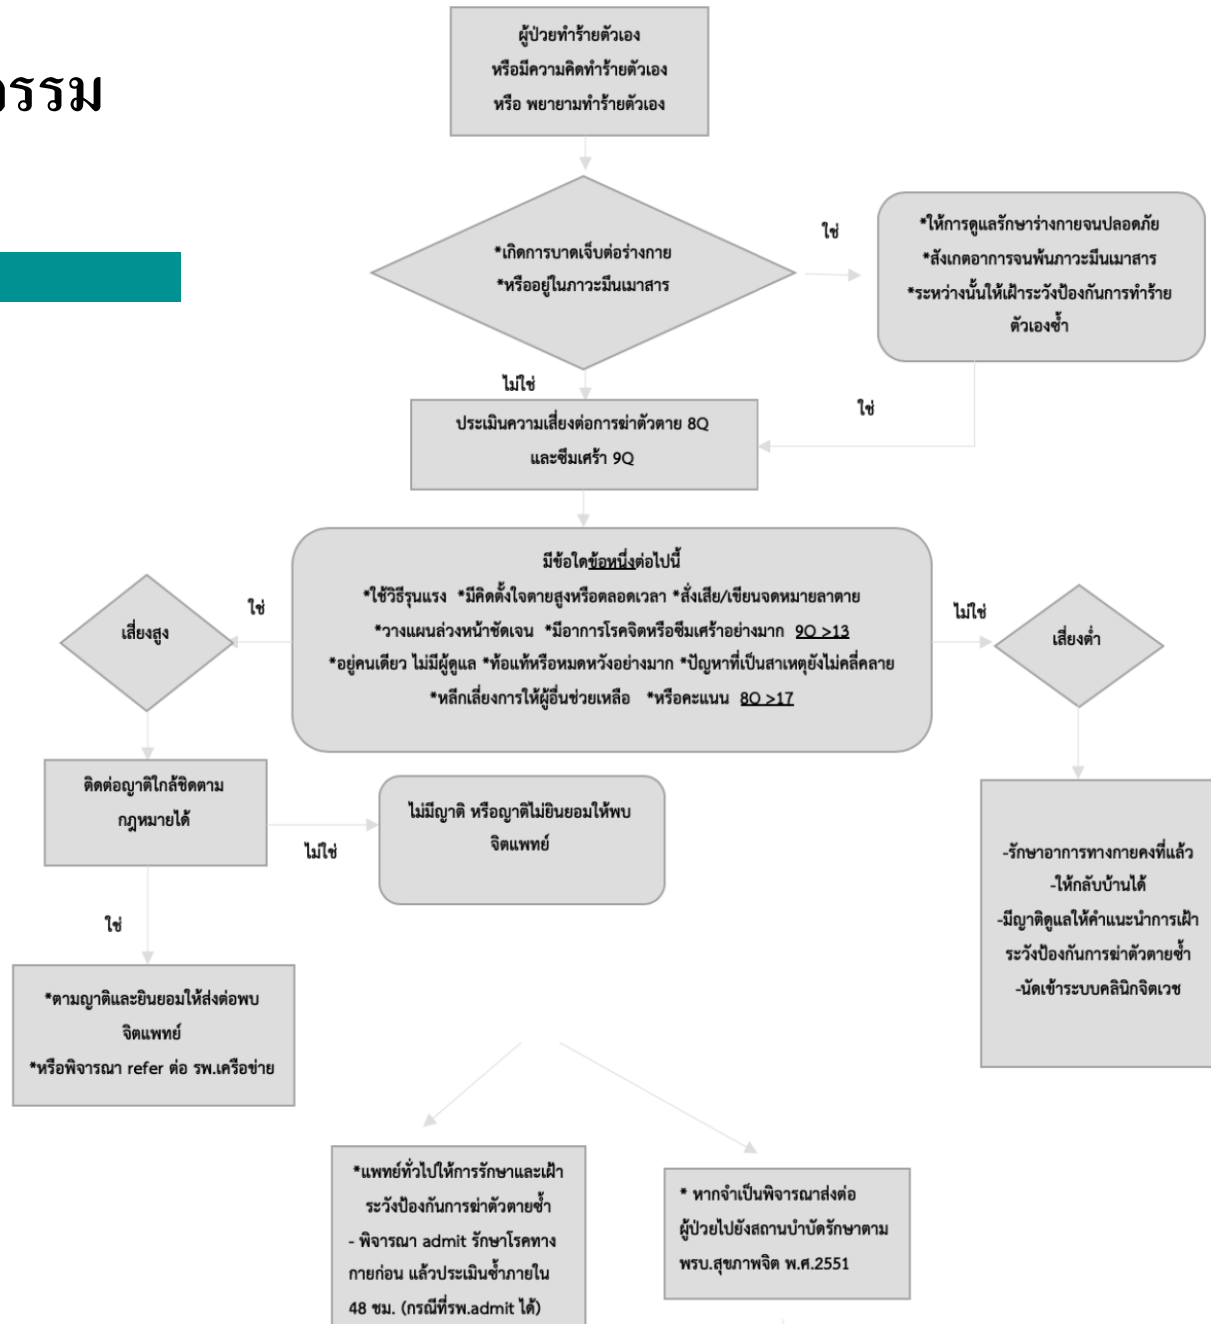 ผู้ป่วยทำร้ายตัวเอง
หรือมีความคิดทำร้ายตัวเอง
หรือ พยายามทำร้ายตัวเอง
รรม
*เกิดการบาดเจ็บต่อร่างกาย
*หรืออยู่ในภาวะมึนเมาสาร
ใช่
*ให้การดูแลรักษาร่างกายจนปลอดภัย
*สังเกตอาการจนพ้นภาวะมึนเมาสาร
*ระหว่างนั้นให้เฝ้าระวังป้องกันการทำร้าย
ตัวเองซ้ำ
ไม่ใช่
ใช่
ประเมินความเสี่ยงต่อการฆ่าตัวตาย 8Q
และซึมเศร้า 9Q
มีข้อใดข้อหนึ่งต่อไปนี้
*ใช้วิธีรุนแรง *มีคิดตั้งใจตายสูงหรือตลอดเวลา *สั่งเสีย/เขียนจดหมายลาตาย
*วางแผนล่วงหน้าชัดเจน *มีอาการโรคจิตหรือซึมเศร้าอย่างมาก 9Q >13
*อยู่คนเดียว ไม่มีผู้ดูแล *ท้อแท้หรือหมดหวังอย่างมาก *ปัญหาที่เป็นสาเหตุยังไม่คลี่คลาย
*หลีกเลี่ยงการให้ผู้อื่นช่วยเหลือ *หรือคะแนน 8Q >17
ใช่
เสี่ยงสูง
ไม่ใช่
เสี่ยงต่ำ
ติดต่อญาติใกล้ชิดตาม
กฎหมายได้
ไม่ใช่
ไม่มีญาติ หรือญาติไม่ยินยอมให้พบ
จิตแพทย์
ใช่
*ตามญาติและยินยอมให้ส่งต่อพบ
จิตแพทย์
*หรือพิจารณา refer ต่อ รพ.เครือข่าย
-รักษาอาการทางกายคงที่แล้ว
-ให้กลับบ้านได้
-มีญาติดูแลให้คำแนะนำการเฝ้า
ระวังป้องกันการฆ่าตัวตายซ้ำ
-นัดเข้าระบบคลินิกจิตเวช
*แพทย์ทั่วไปให้การรักษาและเฝ้า
ระวังป้องกันการฆ่าตัวตายซ้ำ
- พิจารณา admit รักษาโรคทาง
กายก่อน แล้วประเมินซ้ำภายใน
48 ชม. (กรณีที่รพ.admit ได้)
* หากจำเป็นพิจารณาส่งต่อ
ผู้ป่วยไปยังสถานบำบัดรักษาตาม
พรบ.สุขภาพจิต พ.ศ.2551